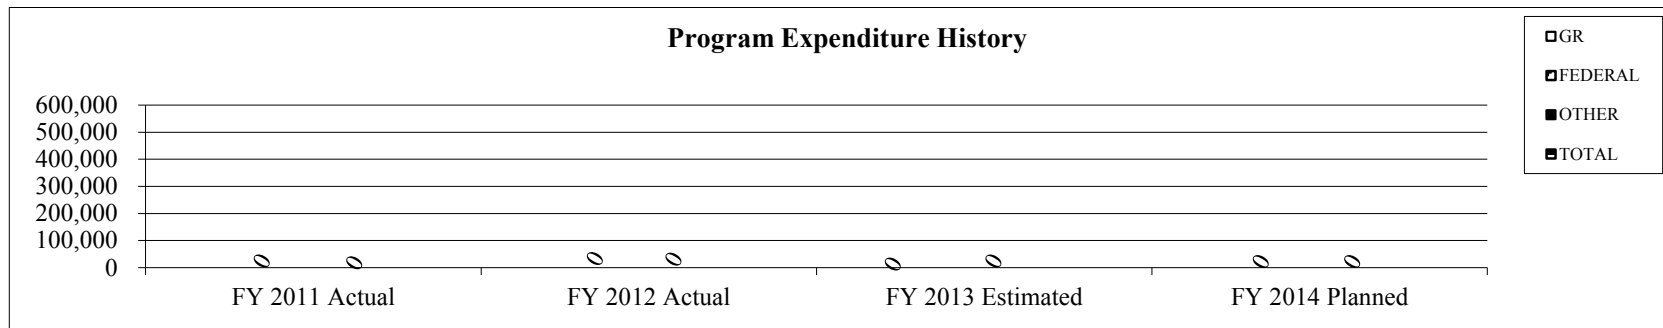 Program Expenditure History
GR
FEDERAL
OTHER
TOTAL
600,000
500,000
400,000
300,000
200,000
100,000
0
0 0 0 0 0 0 0 0
FY 2011 Actual FY 2012 Actual FY 2013 Estimated FY 2014 Planned